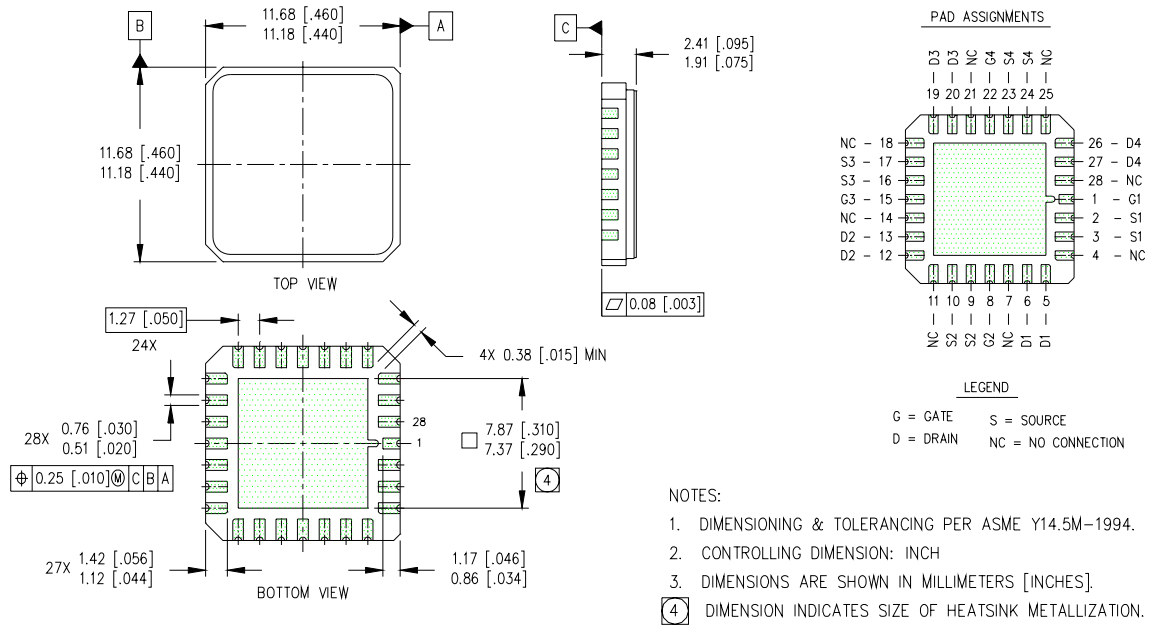 B
11.68 [.460]
11.18 [.440]
A
11.68 [.460]
11.18 [.440]
TOP VIEW
C
2.41 [.095]
1.91 [.075]
0.08 [.003]
PAD ASSIGNMENTS
D3
D3
NC
G4
S4
S4
NC
19 20 21 22 23 24 25
NC - 18
S3 - 17
S3 - 16
G3 - 15
NC - 14
D2 - 13
D2 - 12
26 - D4
27 - D4
28 - NC
1 - G1
2 - S1
3 - S1
4 - NC
11 10 9 8 7 6 5
NC
S2
S2
G2
NC
D1
D1
LEGEND
G = GATE S = SOURCE
D = DRAIN NC = NO CONNECTION
1.27 [.050]
24X
4X 0.38 [.015] MIN
28X 0.76 [.030]
0.51 [.020]
⌖ 0.25 [.010] Ⓜ C B A
28
1
7.87 [.310]
7.37 [.290]
4
27X 1.42 [.056]
1.12 [.044]
1.17 [.046]
0.86 [.034]
BOTTOM VIEW
NOTES:
1. DIMENSIONING & TOLERANCING PER ASME Y14.5M-1994.
2. CONTROLLING DIMENSION: INCH
3. DIMENSIONS ARE SHOWN IN MILLIMETERS [INCHES].
4 DIMENSION INDICATES SIZE OF HEATSINK METALLIZATION.